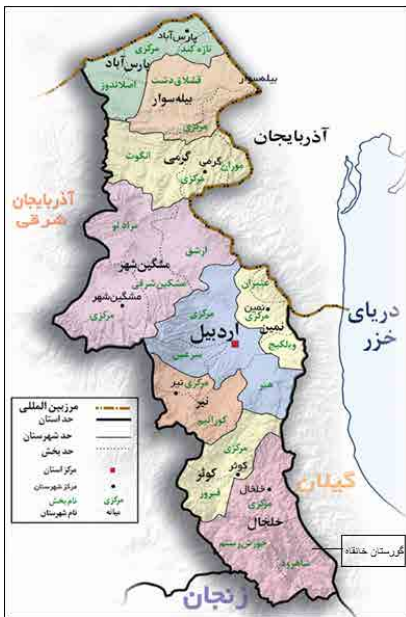 پارس‌آباد
مرکزی
تازه کند
پارس‌آباد
اصلاندوز
قشلاق دشت
بیله‌سوار
بیله‌سوار
مرکزی
آذربایجان
گرمی
گرمی
انگوت
موران
مرکزی
آذربایجان
شرقی
مرادلو
ارشق
مشگین‌شهر
مشگین شرقی
مشگین‌شهر
مرکزی
عنبران
نمین
مرکزی
نمین
ویلکیج
دریای
خزر
مرکزی
اردبیل
سرعین
هیر
مرکزی
نیر
نیر
کورائیم
مرزبین المللی
حد استان
حد شهرستان
حد بخش
مرکز استان
مرکز شهرستان
مرکزی
نام بخش
میانه
نام شهرستان
مرکزی
کوثر
کوثر
فیروز
گیلان
خلخال
مرکزی
خلخال
خورش رستم
شاهرود
گورستان خانقاه
زنجان